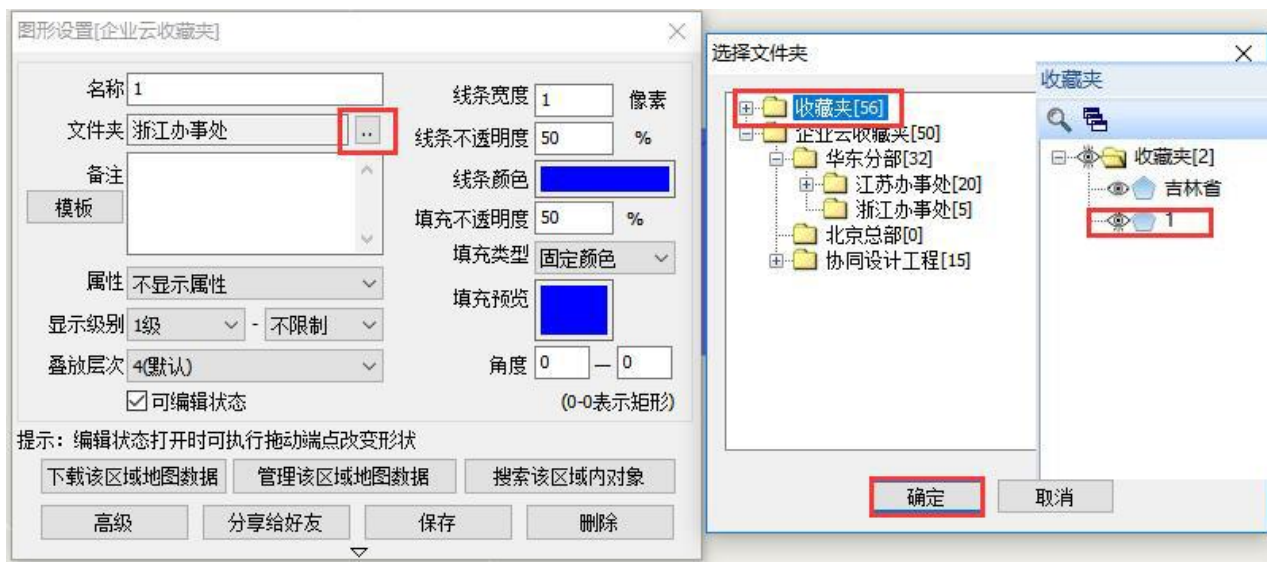 图形设置[企业云收藏夹]
名称 1
文件夹 浙江办事处 ..
备注
模板
属性 不显示属性
显示级别 1级 - 不限制
叠放层次 4(默认)
可编辑状态
线条宽度 1 像素
线条不透明度 50 %
线条颜色
填充不透明度 50 %
填充类型 固定颜色
填充预览
角度 0 — 0
(0-0表示矩形)
提示：编辑状态打开时可执行拖动端点改变形状
下载该区域地图数据 管理该区域地图数据 搜索该区域内对象
高级 分享给好友 保存 删除
选择文件夹
收藏夹[56]
企业云收藏夹[50]
华东分部[32]
江苏办事处[20]
浙江办事处[5]
北京总部[0]
协同设计工程[15]
确定 取消
收藏夹
收藏夹[2]
吉林省
1